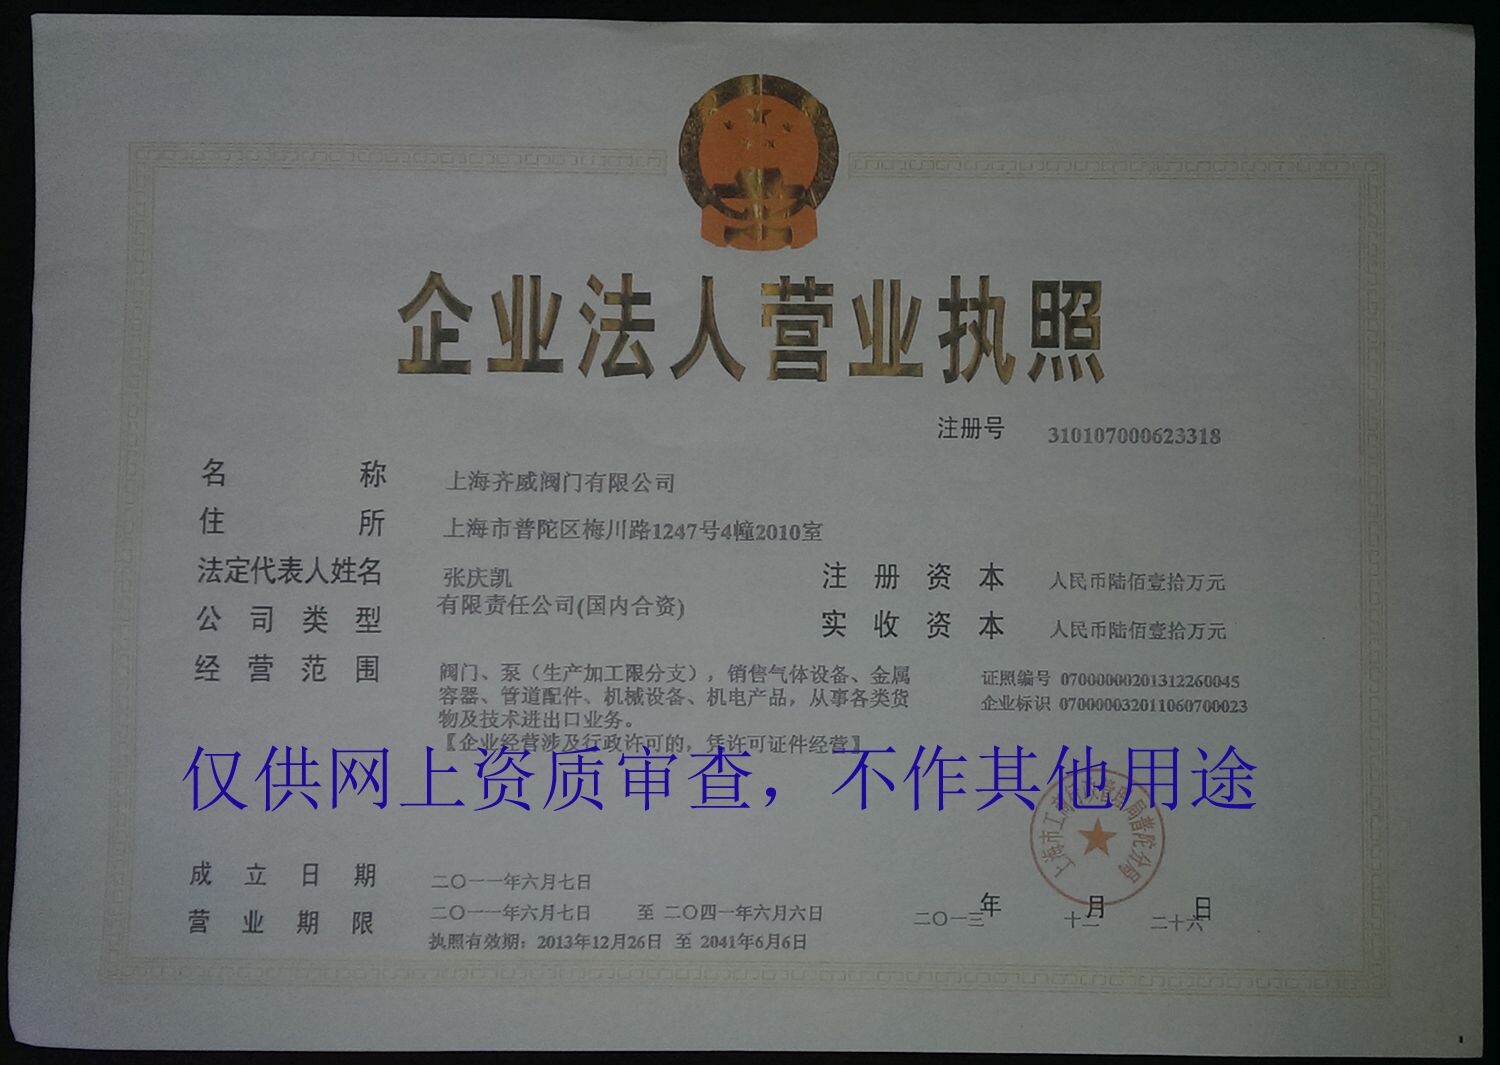 企业法人营业执照
注册号 310107000623318
名称 上海齐威阀门有限公司
住所 上海市普陀区梅川路1247号4幢2010室
法定代表人姓名 张庆凯
注册资本 人民币陆佰壹拾万元
公司类型 有限责任公司(国内合资)
实收资本 人民币陆佰壹拾万元
经营范围 阀门、泵（生产加工限分支），销售气体设备、金属
容器、管道配件、机械设备、机电产品，从事各类货
物及技术进出口业务。
【企业经营涉及行政许可的，凭许可证件经营】
证照编号 07000000201312260045
企业标识 07000003201106070023
仅供网上资质审查，不作其他用途
成立日期 二〇一一年六月七日
营业期限 二〇一一年六月七日 至 二〇四一年六月六日
执照有效期：2013年12月26日 至 2041年6月6日
二〇一三年 十二月 二十六日